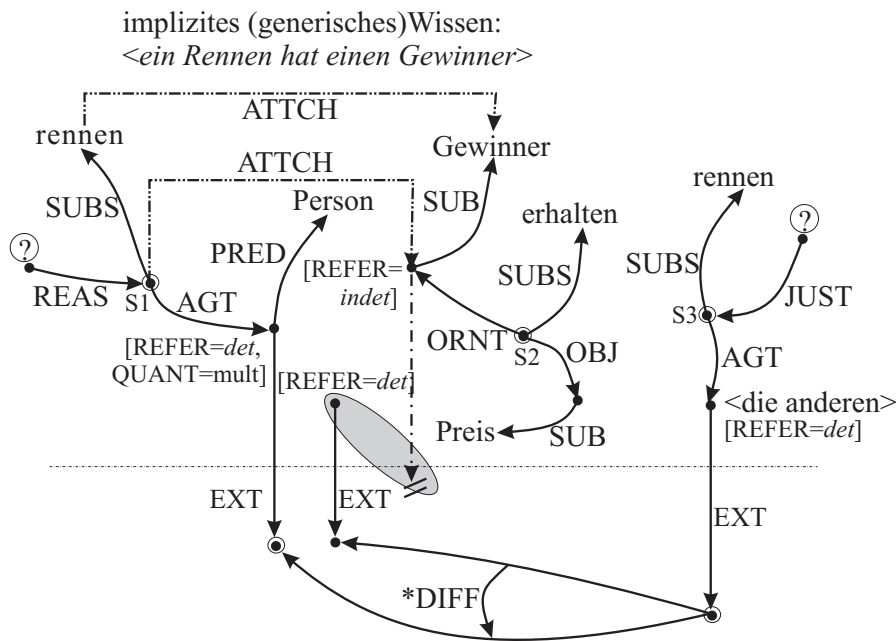 implizites (generisches)Wissen:
<ein Rennen hat einen Gewinner>
ATTCH
rennen
Gewinner
ATTCH
Person
rennen
SUBS
SUB
erhalten
?
?
PRED
[REFER=
indet]
SUBS
SUBS
REAS
S1
AGT
JUST
S3
ORNT
S2
OBJ
[REFER=det,
QUANT=mult]
[REFER=det]
AGT
<die anderen>
[REFER=det]
Preis
SUB
EXT
EXT
EXT
*DIFF